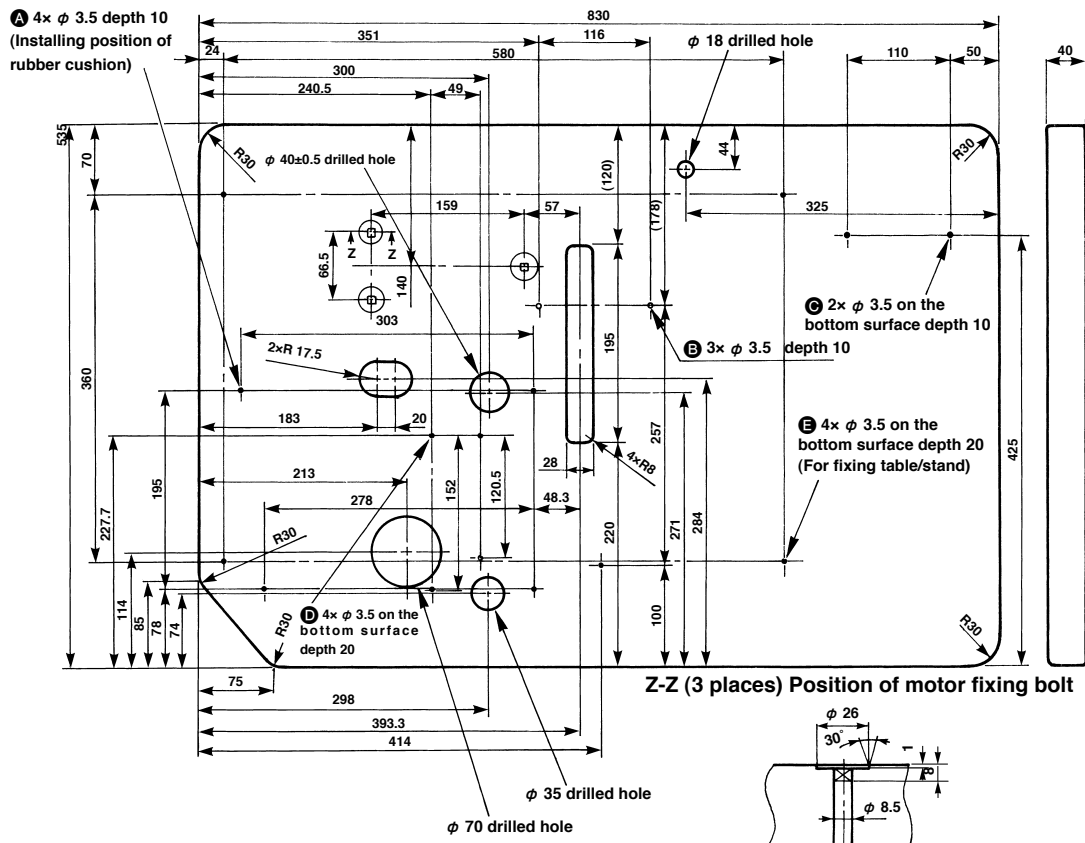 A 4× φ 3.5 depth 10
(Installing position of
rubber cushion)
830
351
116
φ 18 drilled hole
24
580
110
50
40
300
240.5
49
535
70
R30
φ 40±0.5 drilled hole
(120)
(178)
44
R30
159
57
325
Z
Z
66.5
140
C 2× φ 3.5 on the
bottom surface depth 10
303
195
B 3× φ 3.5 depth 10
2×R 17.5
360
183
20
257
E 4× φ 3.5 on the
bottom surface depth 20
(For fixing table/stand)
425
4×R8
28
213
195
152
120.5
271
284
278
48.3
227.7
220
R30
114
85
78
74
R30
D 4× φ 3.5 on the
bottom surface
depth 20
100
R30
75
Z-Z (3 places) Position of motor fixing bolt
298
393.3
414
φ 26
30°
1
8
φ 35 drilled hole
φ 8.5
φ 70 drilled hole